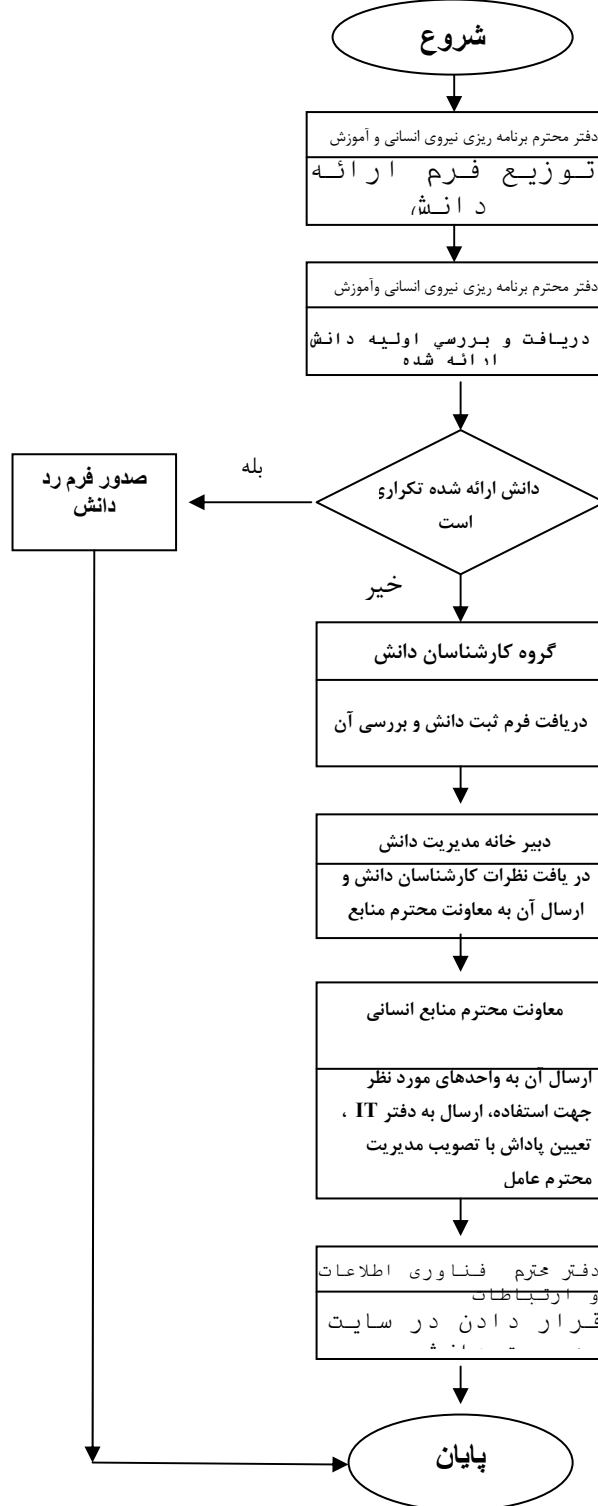 شروع
دفتر محترم برنامه ریزی نیروی انسانی و آموزش
توزیع فرم ارائه
دانش
دفتر محترم برنامه ریزی نیروی انسانی وآموزش
دریافت و بررسي اولیه دانش
ارائه شده
دانش ارائه شده تکراری
است
بله
صدور فرم رد
دانش
خیر
گروه کارشناسان دانش
دریافت فرم ثبت دانش و بررسی آن
دبیر خانه مدیریت دانش
در یافت نظرات کارشناسان دانش و
ارسال آن به معاونت محترم منابع
معاونت محترم منابع انسانی
ارسال آن به واحدهای مورد نظر
جهت استفاده، ارسال به دفتر IT ،
تعیین پاداش با تصویب مدیریت
محترم عامل
دفتر محترم فناوری اطلاعات
و ارتباطات
قرار دادن در سایت
پایان